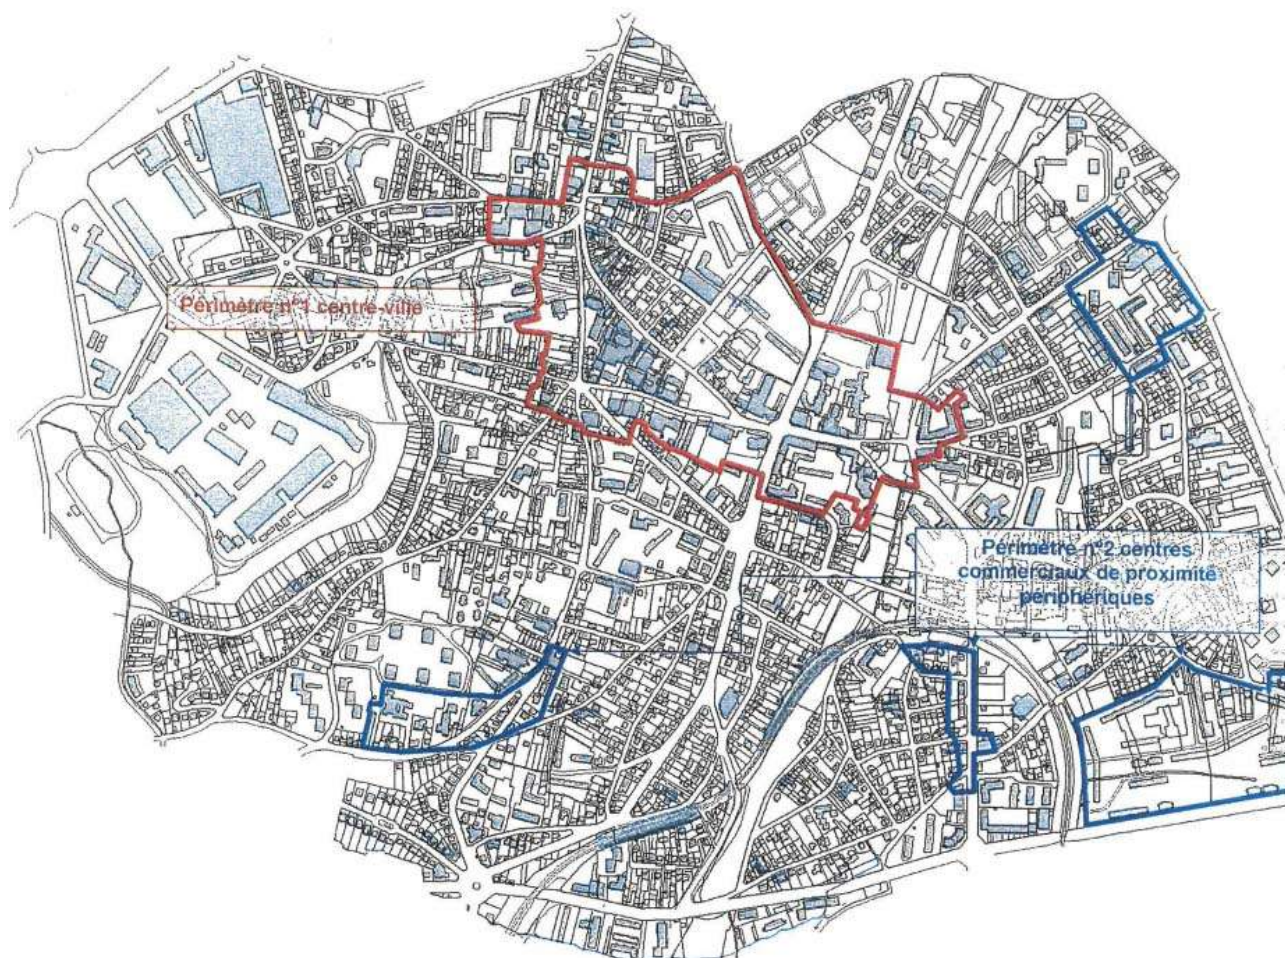 Périmètre n°1 centre-ville
Périmètre n°2 centres
commerciaux de proximité
périphériques